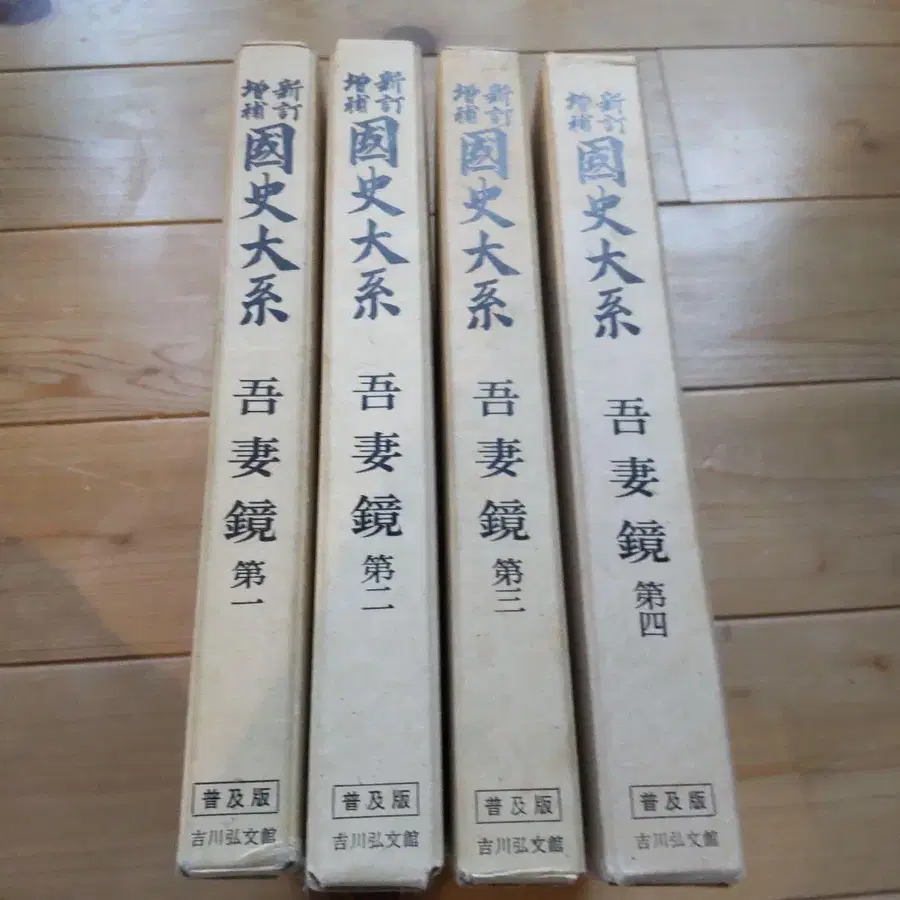 新訂
增補
國史大系
吾妻鏡
第一
普及版
吉川弘文館
新訂
增補
國史大系
吾妻鏡
第二
普及版
吉川弘文館
新訂
增補
國史大系
吾妻鏡
第三
普及版
吉川弘文館
新訂
增補
國史大系
吾妻鏡
第四
普及版
吉川弘文館